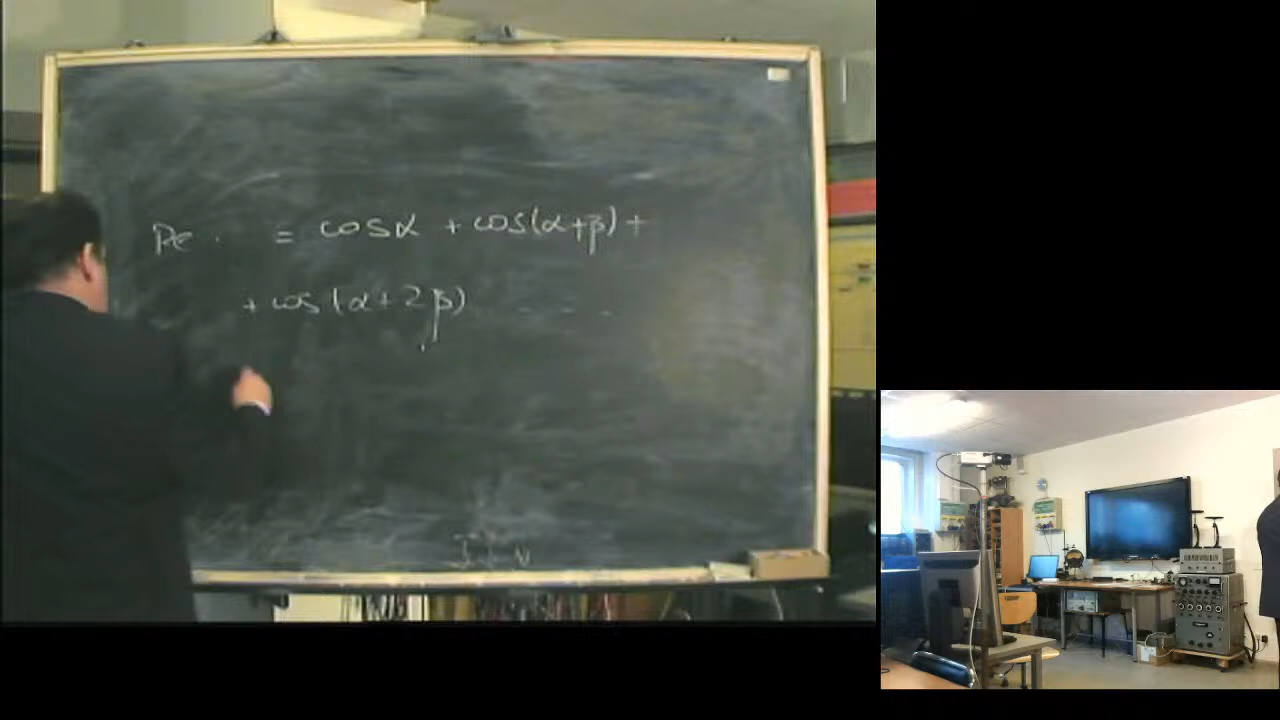 Re . = cos α + cos(α+β) +
+ cos(α+2β) - - -